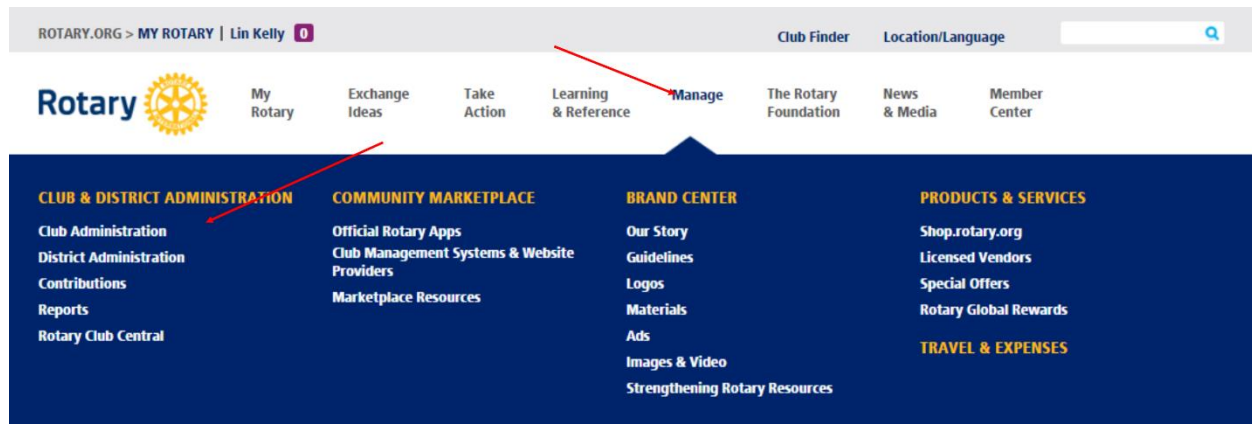 ROTARY.ORG > MY ROTARY | Lin Kelly 0
Club Finder
Location/Language
Rotary
My
Rotary
Exchange
Ideas
Take
Action
Learning
& Reference
Manage
The Rotary
Foundation
News
& Media
Member
Center
CLUB & DISTRICT ADMINISTRATION
Club Administration
District Administration
Contributions
Reports
Rotary Club Central
COMMUNITY MARKETPLACE
Official Rotary Apps
Club Management Systems & Website
Providers
Marketplace Resources
BRAND CENTER
Our Story
Guidelines
Logos
Materials
Ads
Images & Video
Strengthening Rotary Resources
PRODUCTS & SERVICES
Shop.rotary.org
Licensed Vendors
Special Offers
Rotary Global Rewards
TRAVEL & EXPENSES